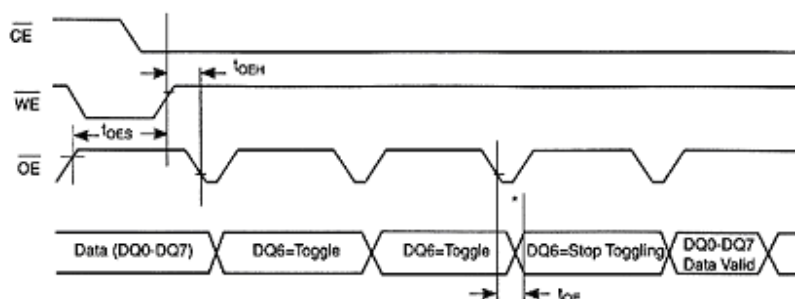 CE
tOEH
WE
tOES
OE
*
Data (DQ0-DQ7)
DQ6=Toggle
DQ6=Toggle
DQ6=Stop Toggling
DQ0-DQ7
Data Valid
tOE